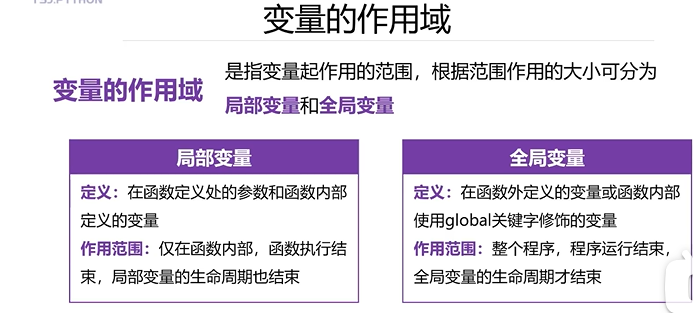 变量的作用域
变量的作用域
是指变量起作用的范围，根据范围作用的大小可分为
局部变量和全局变量
局部变量
定义：在函数定义处的参数和函数内部
定义的变量
作用范围：仅在函数内部，函数执行结
束，局部变量的生命周期也结束
全局变量
定义：在函数外定义的变量或函数内部
使用global关键字修饰的变量
作用范围：整个程序，程序运行结束，
全局变量的生命周期才结束